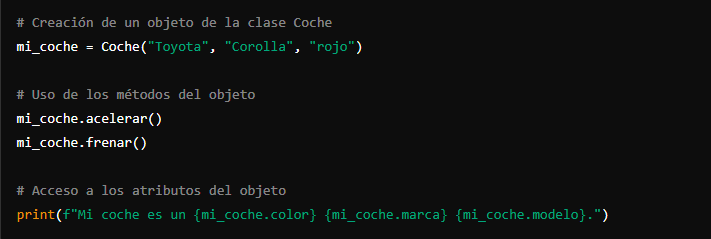 # Creación de un objeto de la clase Coche
mi_coche = Coche("Toyota", "Corolla", "rojo")
# Uso de los métodos del objeto
mi_coche.acelerar()
mi_coche.frenar()
# Acceso a los atributos del objeto
print(f"Mi coche es un {mi_coche.color} {mi_coche.marca} {mi_coche.modelo}.")